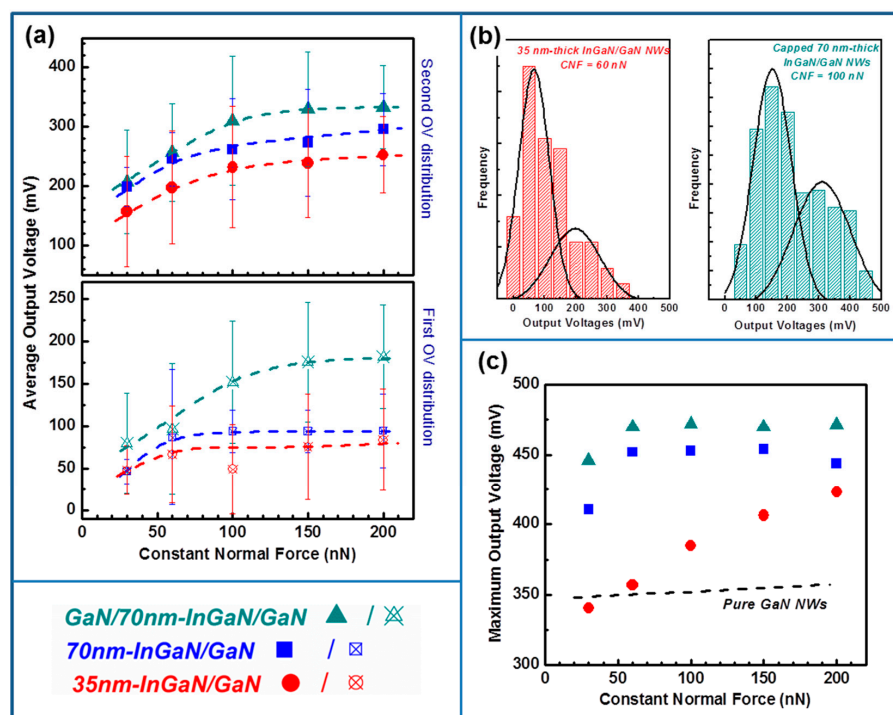 (a)
400
300
200
100
Second OV distribution
250
200
150
100
50
0
First OV distribution
Average Output Voltage (mV)
0 50 100 150 200
Constant Normal Force (nN)
GaN/70nm-InGaN/GaN /
70nm-InGaN/GaN /
35nm-InGaN/GaN /
(b)
35 nm-thick InGaN/GaN NWs
CNF = 60 nN
Frequency
0 100 200 300 400 500
Output Voltages (mV)
Capped 70 nm-thick
InGaN/GaN NWs
CNF = 100 nN
Frequency
0 100 200 300 400 500
Output Voltages (mV)
(c)
500
450
400
350
300
Maximum Output Voltage (mV)
Pure GaN NWs
0 50 100 150 200
Constant Normal Force (nN)